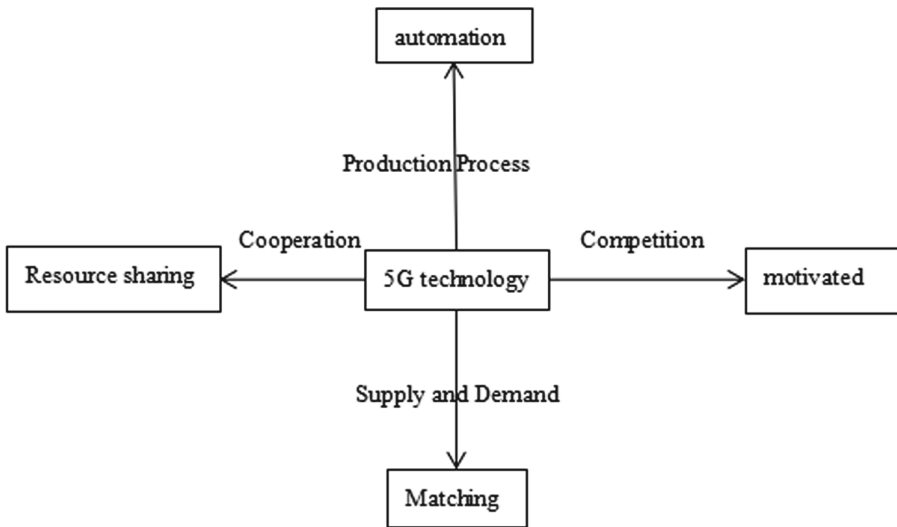 automation
Production Process
Cooperation
Competition
Resource sharing
5G technology
motivated
Supply and Demand
Matching